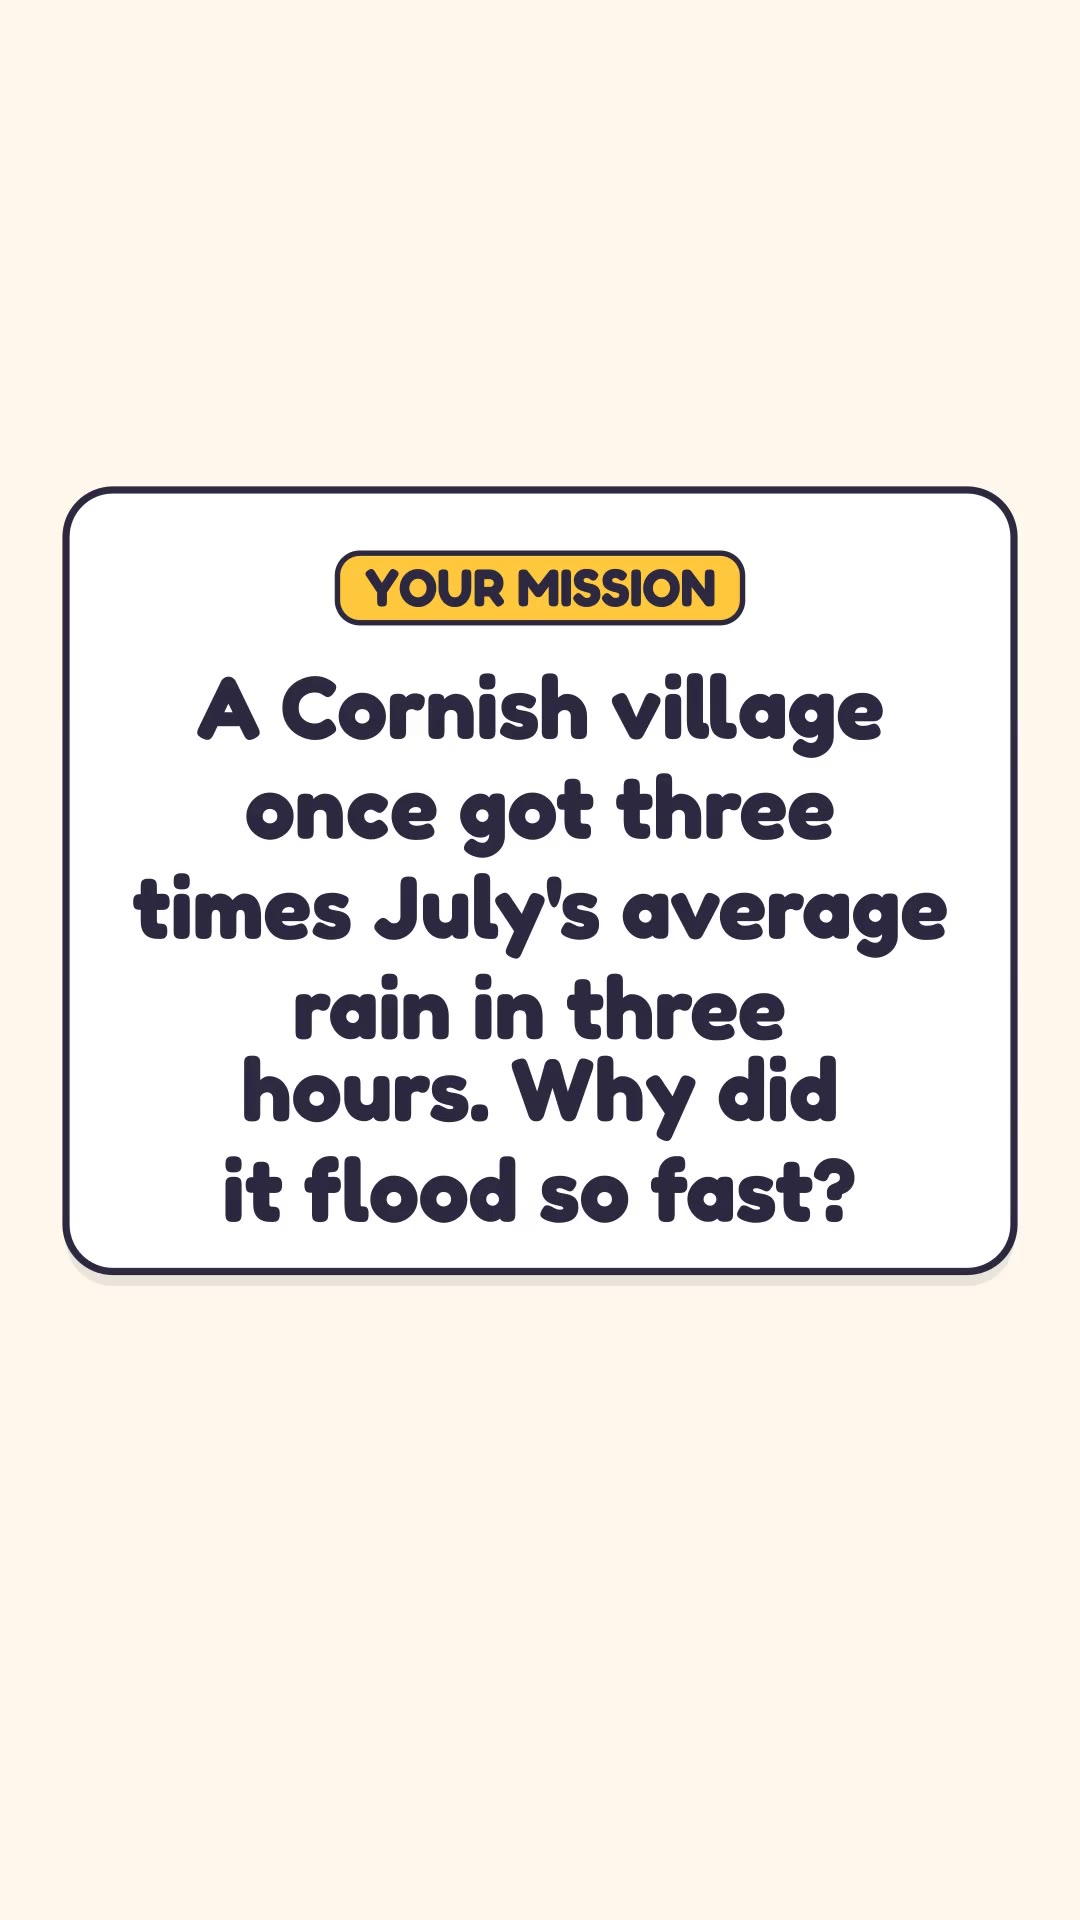 YOUR MISSION
A Cornish village
once got three
times July's average
rain in three
hours. Why did
it flood so fast?